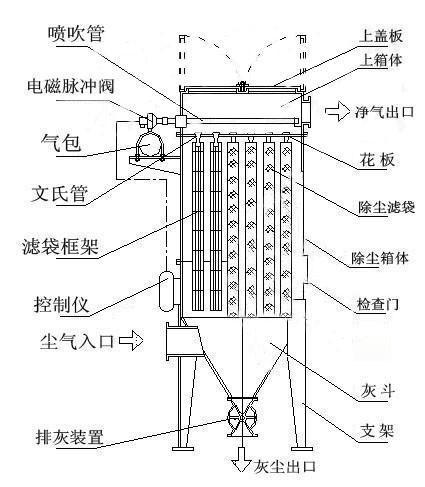 喷吹管
上盖板
上箱体
电磁脉冲阀
净气出口
气包
花板
文氏管
除尘滤袋
滤袋框架
除尘箱体
控制仪
检查门
尘气入口
灰斗
支架
排灰装置
灰尘出口